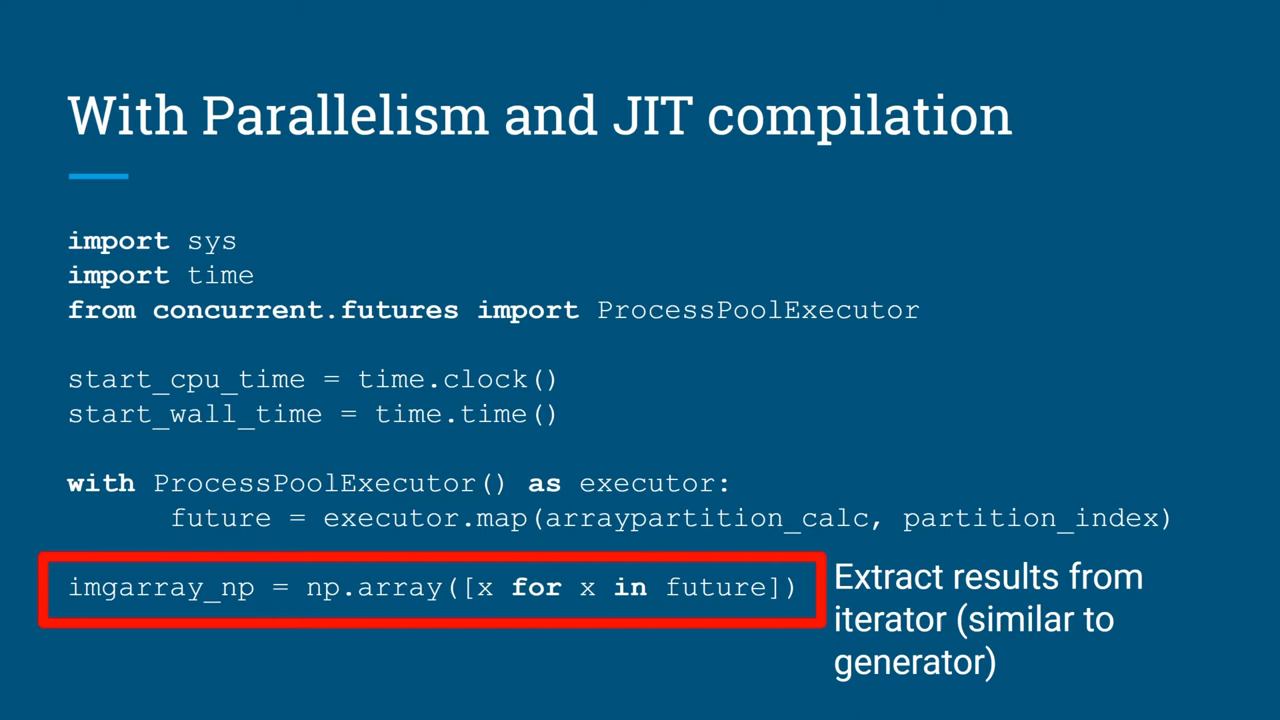 With Parallelism and JIT compilation
import sys
import time
from concurrent.futures import ProcessPoolExecutor
start_cpu_time = time.clock()
start_wall_time = time.time()
with ProcessPoolExecutor() as executor:
future = executor.map(arraypartition_calc, partition_index)
imgarray_np = np.array([x for x in future])
Extract results from
iterator (similar to
generator)